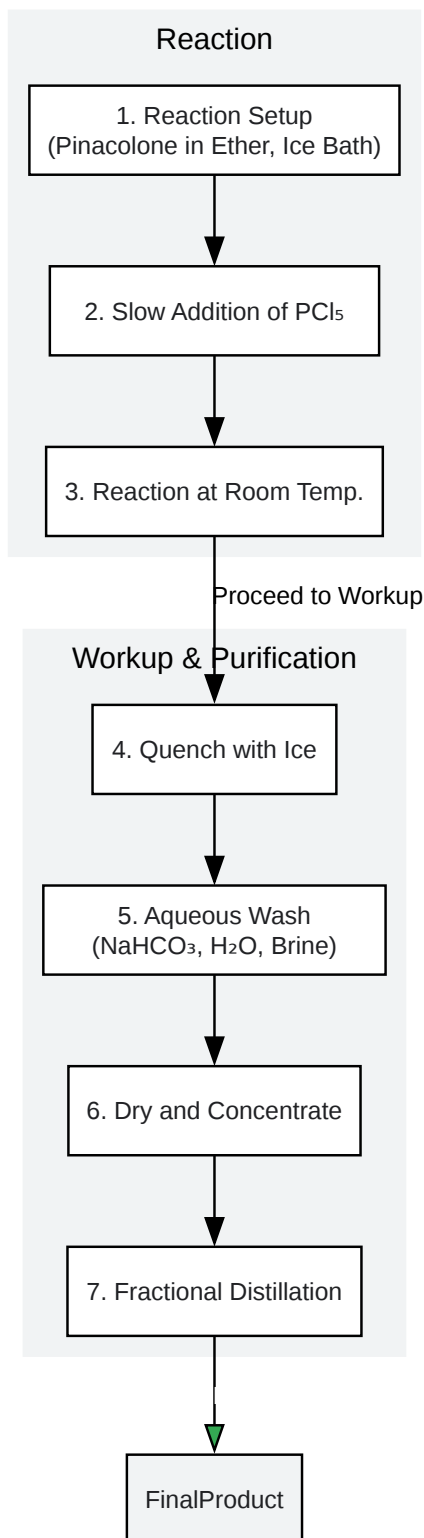 Reaction
1. Reaction Setup
(Pinacolone in Ether, Ice Bath)
2. Slow Addition of PCl₅
3. Reaction at Room Temp.
Proceed to Workup
Workup & Purification
4. Quench with Ice
5. Aqueous Wash
(NaHCO₃, H₂O, Brine)
6. Dry and Concentrate
7. Fractional Distillation
FinalProduct